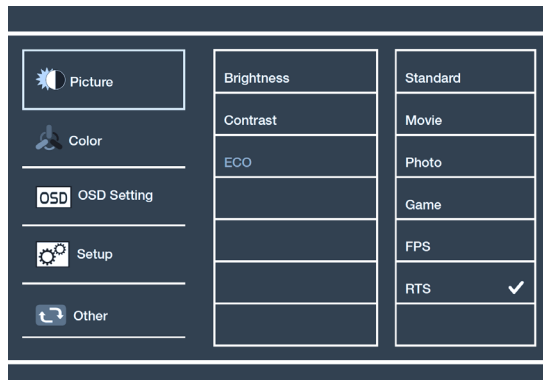 Picture
Color
OSD OSD Setting
Setup
Other
Brightness
Contrast
ECO
Standard
Movie
Photo
Game
FPS
RTS